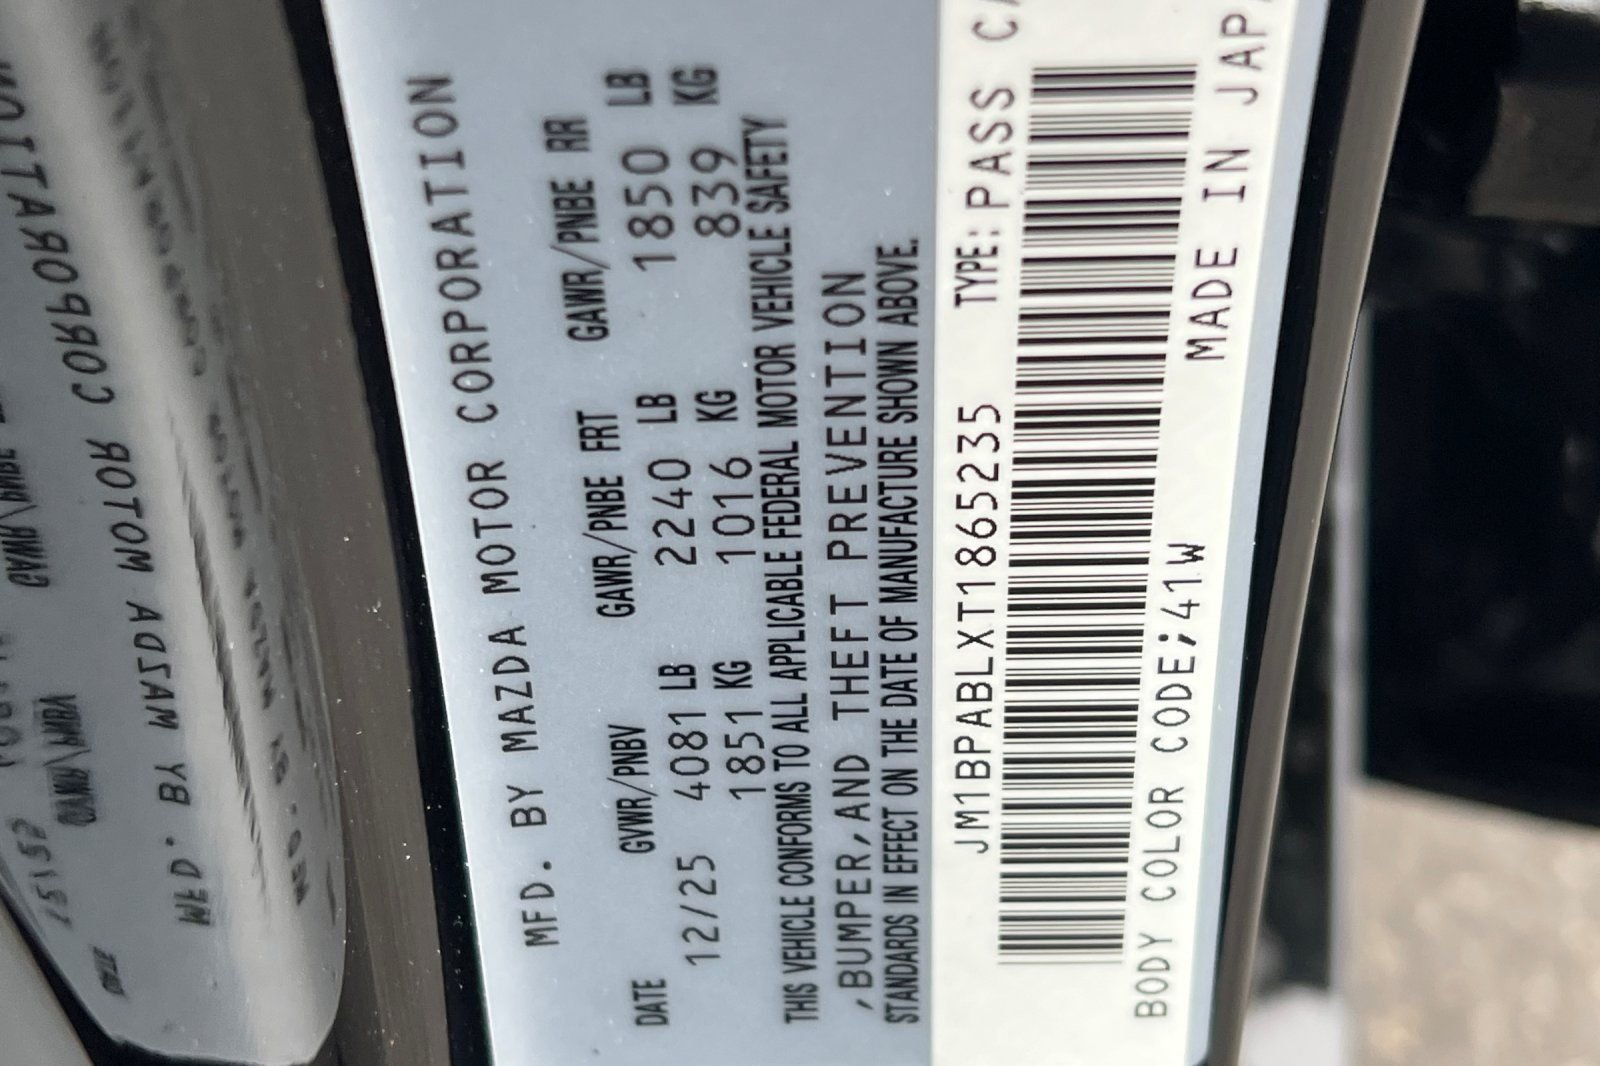 MFD. BY MAZDA MOTOR CORPORATION
DATE GVWR/PNBV GAWR/PNBE FRT GAWR/PNBE RR
12/25 4081 LB 2240 LB 1850 LB
1851 KG 1016 KG 839 KG
THIS VEHICLE CONFORMS TO ALL APPLICABLE FEDERAL MOTOR VEHICLE SAFETY
,BUMPER,AND THEFT PREVENTION
STANDARDS IN EFFECT ON THE DATE OF MANUFACTURE SHOWN ABOVE.
JM1BPABLXT1865235 TYPE:PASS CA
BODY COLOR CODE;41W MADE IN JAPA